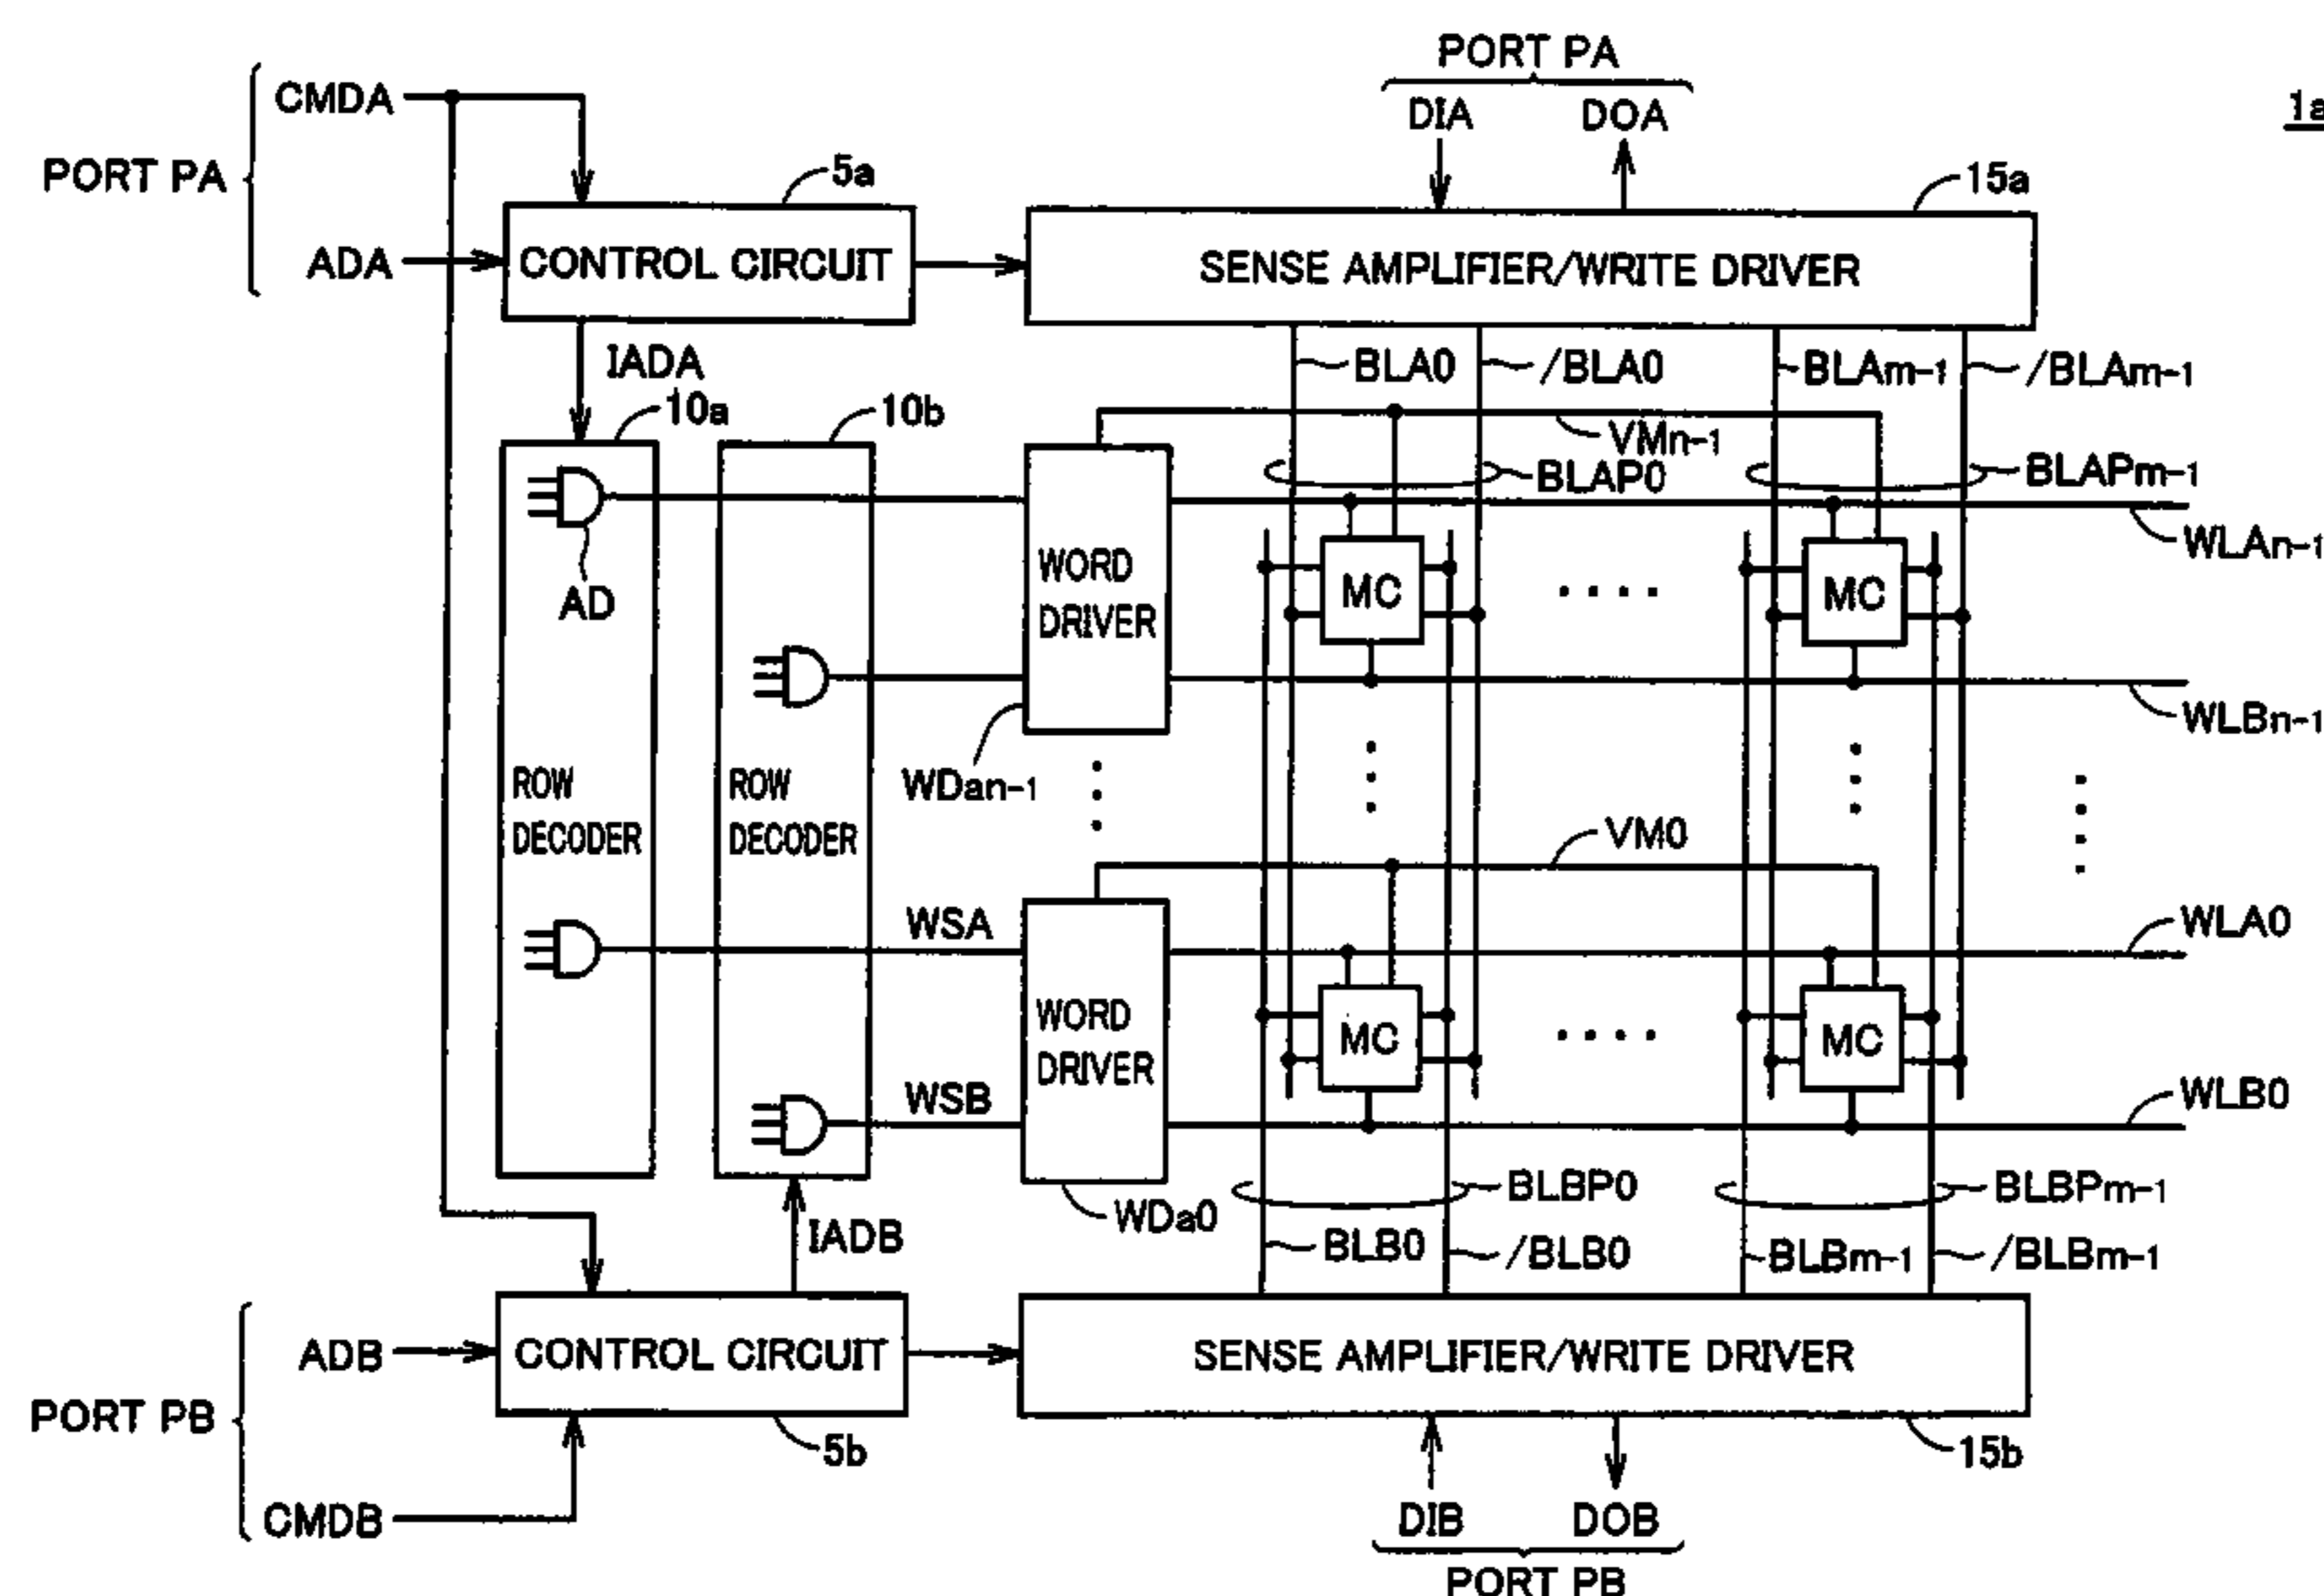 PORT PA
CMDA
DIA DOA
1a
PORT PA
5a
15a
ADA
CONTROL CIRCUIT
SENSE AMPLIFIER/WRITE DRIVER
IADA
BLA0
/BLA0
BLAm-1
/BLAm-1
10a
10b
VMn-1
BLAP0
BLAPm-1
WLAn-1
WORD
DRIVER
MC
MC
AD
WLBn-1
WDan-1
ROW
DECODER
ROW
DECODER
VM0
WSA
WLA0
WORD
DRIVER
MC
MC
WSB
WLB0
WDa0
BLBP0
BLBPm-1
IADB
BLB0
/BLB0
BLBm-1
/BLBm-1
ADB
CONTROL CIRCUIT
SENSE AMPLIFIER/WRITE DRIVER
PORT PB
5b
15b
CMDB
DIB DOB
PORT PB